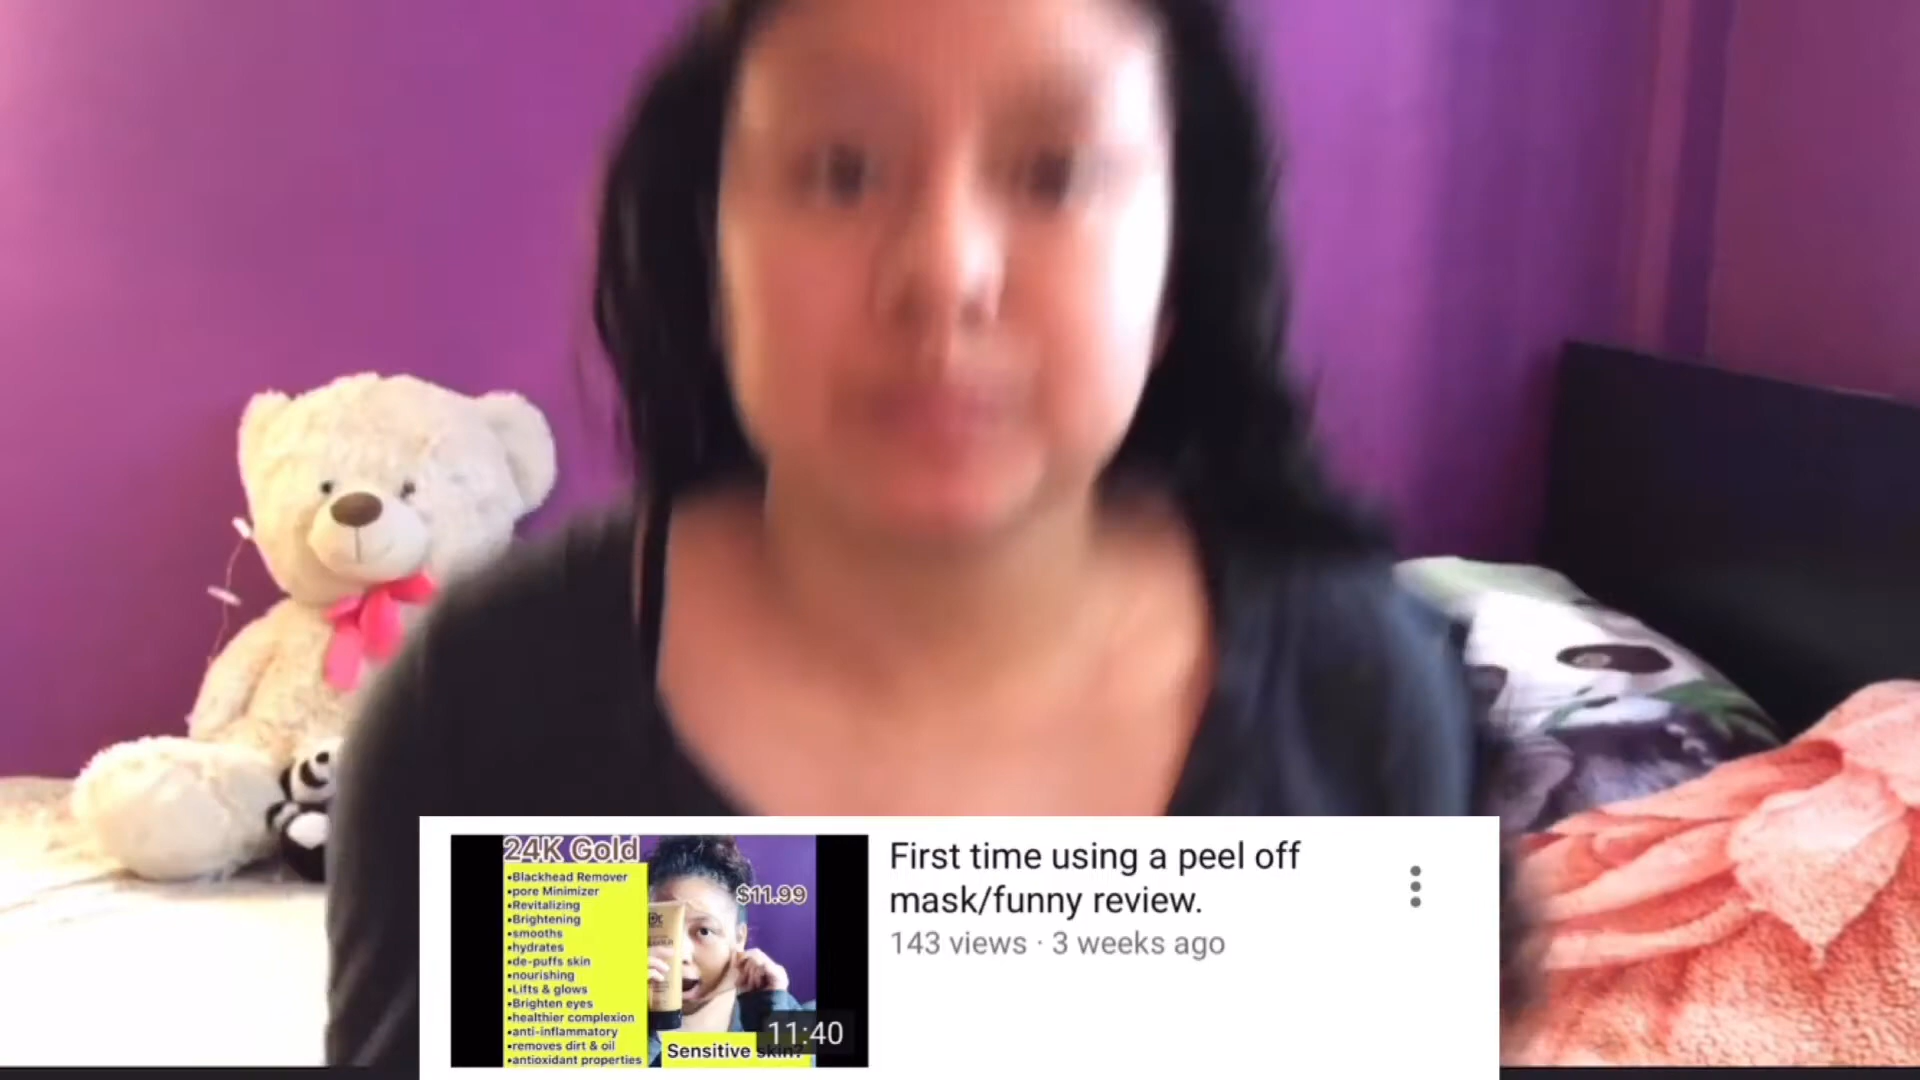 24K Gold
•Blackhead Remover
•pore Minimizer
•Revitalizing
•Brightening
•smooths
•hydrates
•de-puffs skin
•nourishing
•Lifts & glows
•Brighten eyes
•healthier complexion
•anti-inflammatory
•removes dirt & oil
•antioxidant properties
$11.99
Sensitive skin?
11:40
First time using a peel off
mask/funny review.
143 views · 3 weeks ago